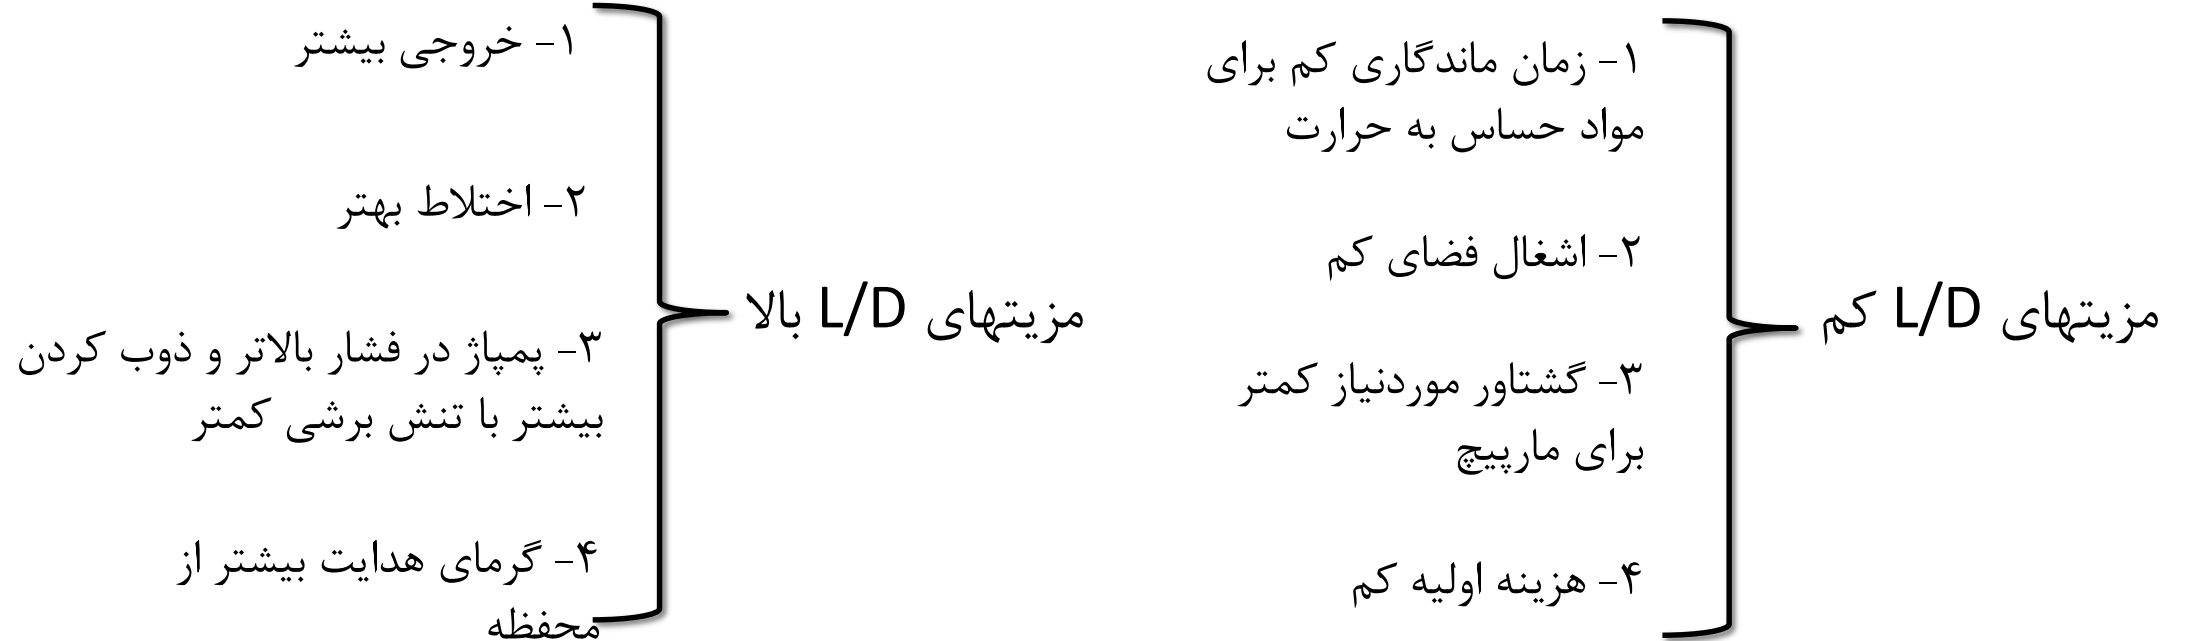 مزیتهای L/D کم
۱- زمان ماندگاری کم برای
مواد حساس به حرارت
۲- اشغال فضای کم
۳- گشتاور موردنیاز کمتر
برای مارپیچ
۴- هزینه اولیه کم
مزیتهای L/D بالا
۱- خروجی بیشتر
۲- اختلاط بهتر
۳- پمپاژ در فشار بالاتر و ذوب کردن
بیشتر با تنش برشی کمتر
۴- گرمای هدایت بیشتر از
محفظه